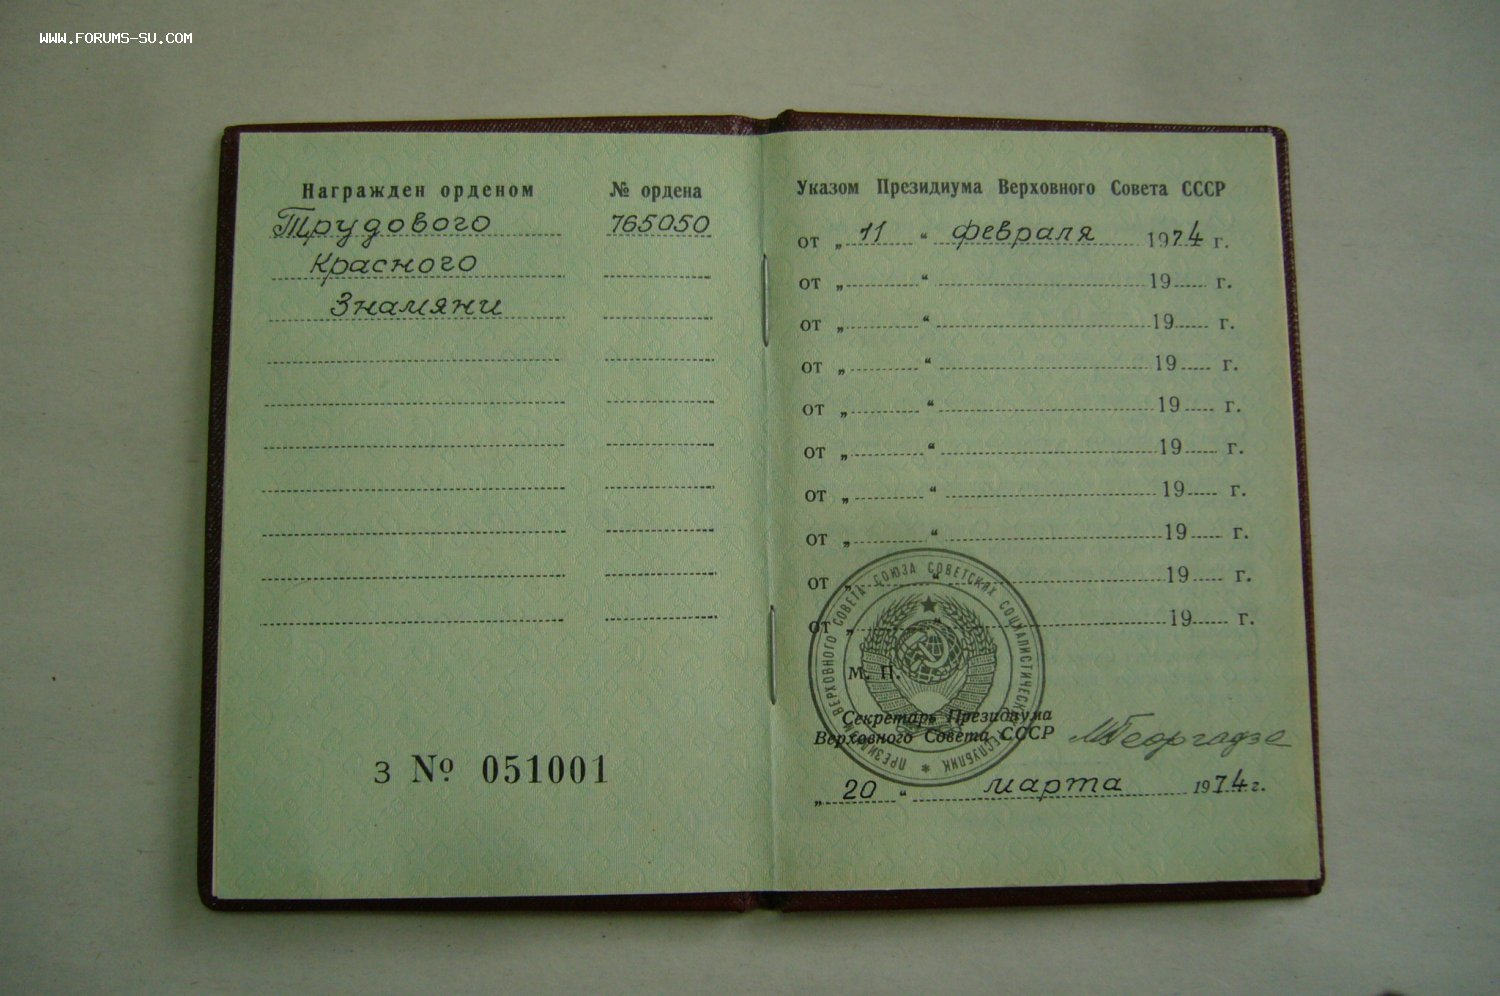 WWW.FORUMS-SU.COM
Награжден орденом № ордена
Трудового 765050
Красного
Знамяни
З № 051001
Указом Президиума Верховного Совета СССР
от „ 11 “ февраля 1974 г.
от „ “ 19 г.
от „ “ 19 г.
от „ “ 19 г.
от „ “ 19 г.
от „ “ 19 г.
от „ “ 19 г.
от „ “ 19 г.
от „ “ 19 г.
от „ “ 19 г.
ПРЕЗИДИУМ ВЕРХОВНОГО СОВЕТА СОЮЗА СОВЕТСКИХ СОЦИАЛИСТИЧЕСКИХ РЕСПУБЛИК
М. П.
Секретарь Президиума
Верховного Совета СССР МГеоргадзе
„ 20 “ марта 1974 г.